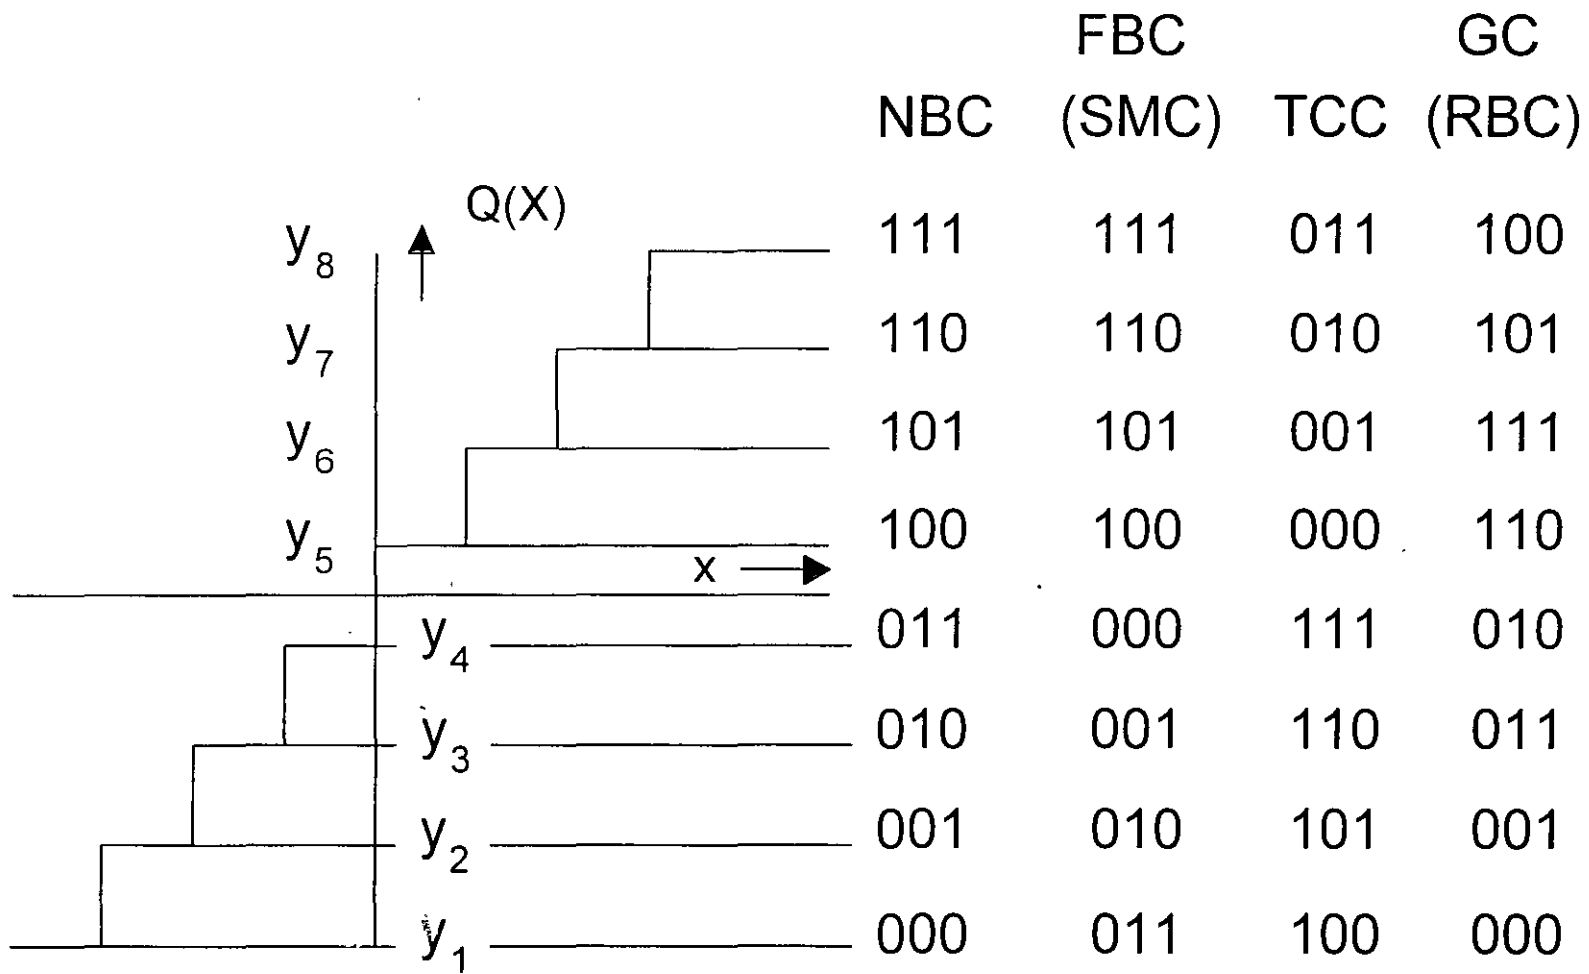 FBC GC
NBC (SMC) TCC (RBC)
Q(X)
y8 111 111 011 100
y7 110 110 010 101
y6 101 101 001 111
y5 100 100 000 110
x
y4 011 000 111 010
y3 010 001 110 011
y2 001 010 101 001
y1 000 011 100 000